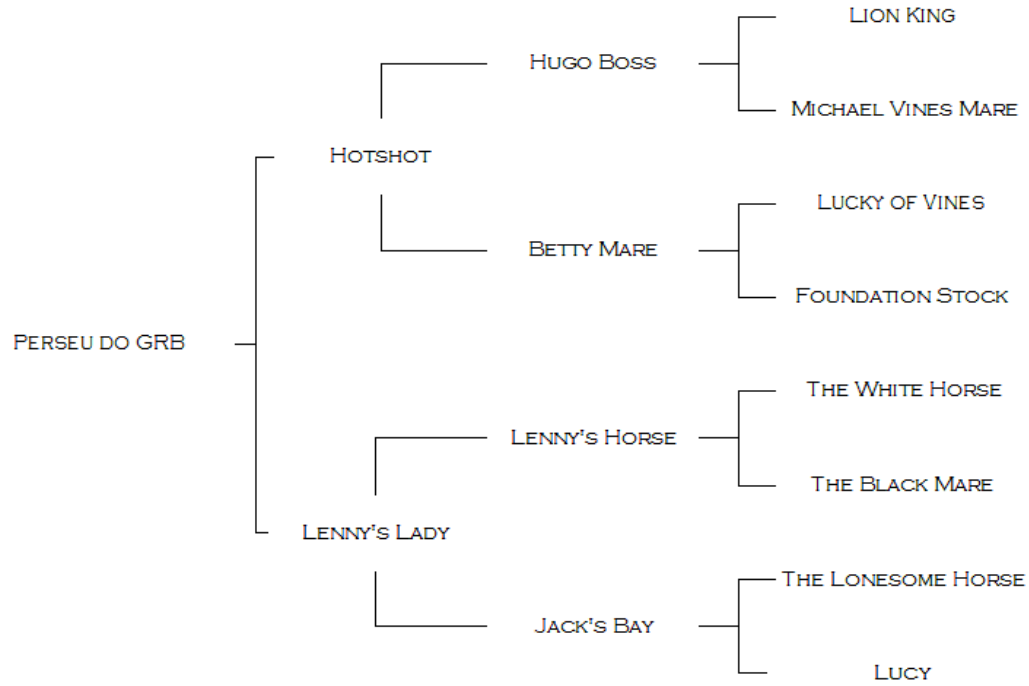 Lion King
Hugo Boss
Michael Vines Mare
Hotshot
Lucky of Vines
Betty Mare
Foundation Stock
Perseu do GRB
The White Horse
Lenny's Horse
The Black Mare
Lenny's Lady
The Lonesome Horse
Jack's Bay
Lucy